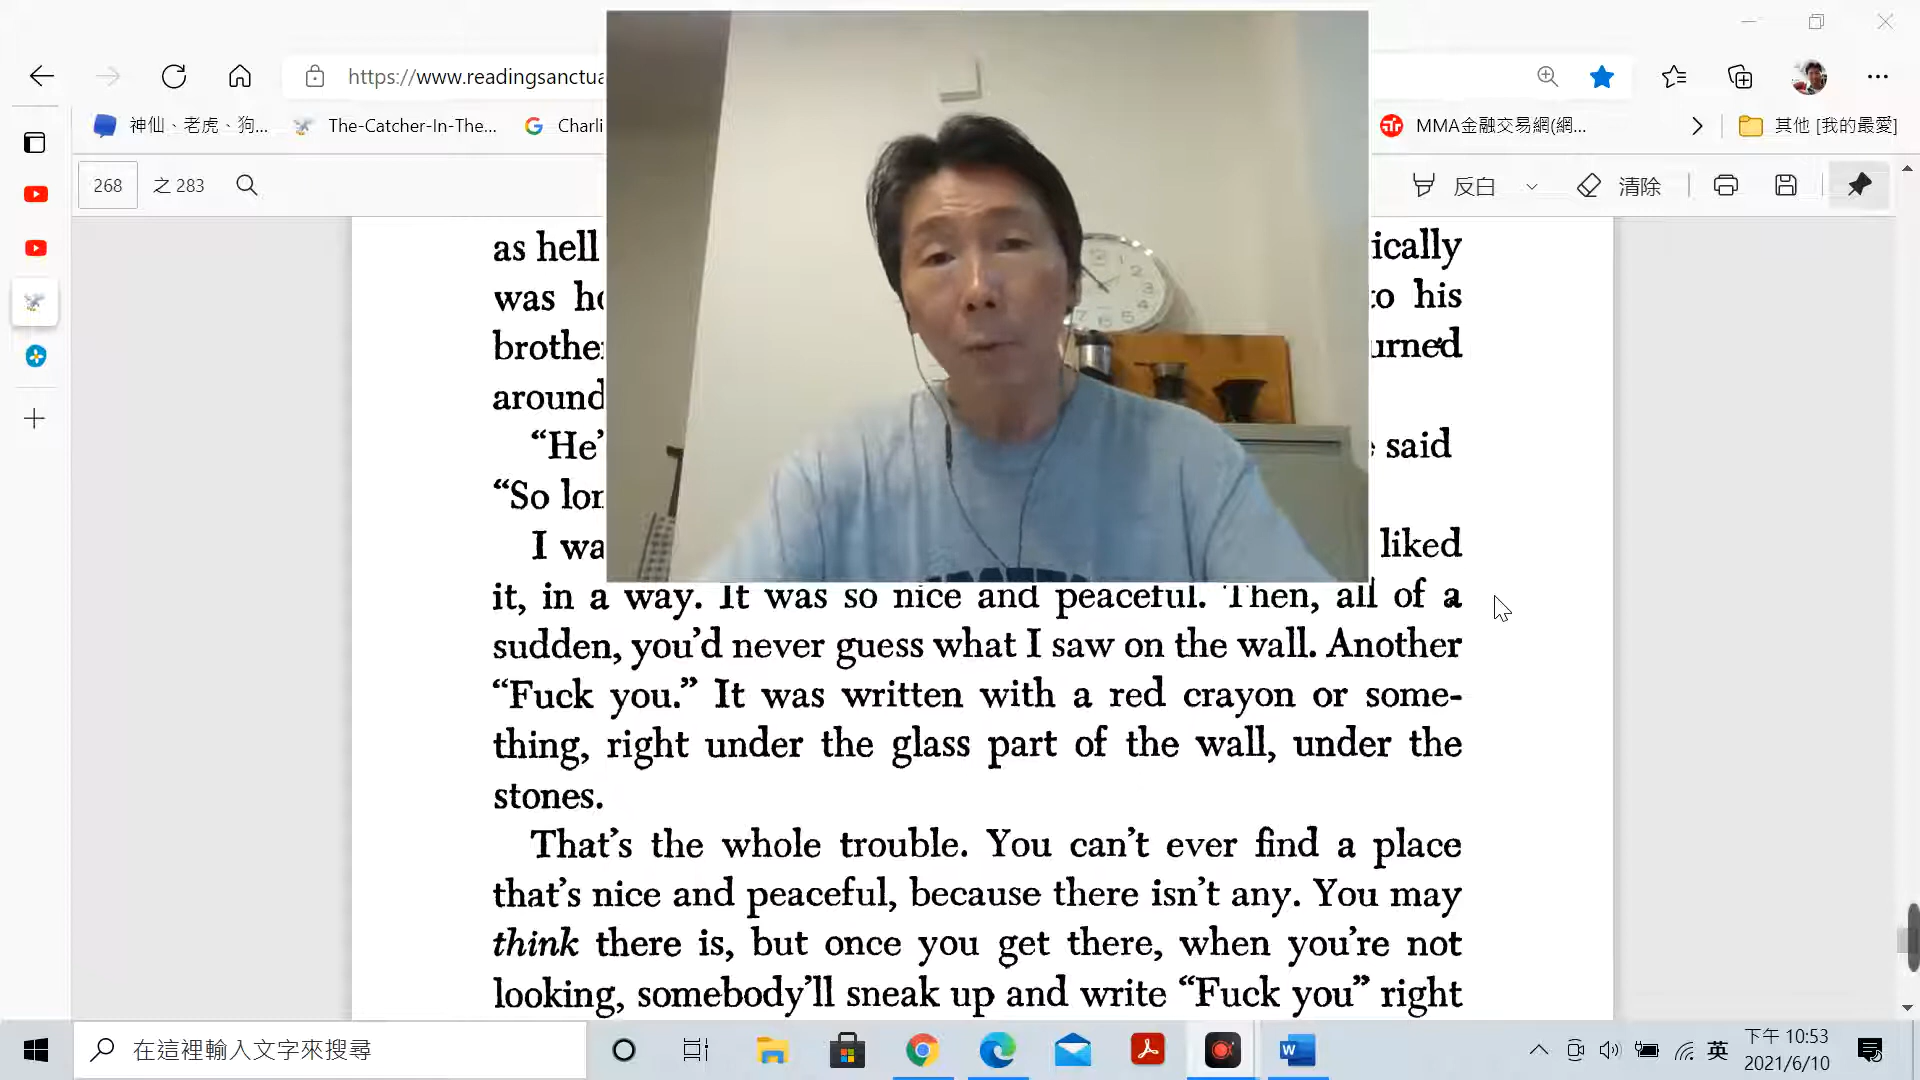 https://www.readingsanctua
神仙、老虎、狗...
The-Catcher-In-The...
Charli
MMA金融交易網(網...
其他 [我的最愛]
268 之 283
反白
清除
as hell
ically
was ho
to his
brothe
urned
around
"He'
said
"So lon
I wa
liked
it, in a way. It was so nice and peaceful. Then, all of a
sudden, you'd never guess what I saw on the wall. Another
"Fuck you." It was written with a red crayon or some-
thing, right under the glass part of the wall, under the
stones.
That's the whole trouble. You can't ever find a place
that's nice and peaceful, because there isn't any. You may
think there is, but once you get there, when you're not
looking, somebody'll sneak up and write "Fuck you" right
在這裡輸入文字來搜尋
英
下午 10:53
2021/6/10